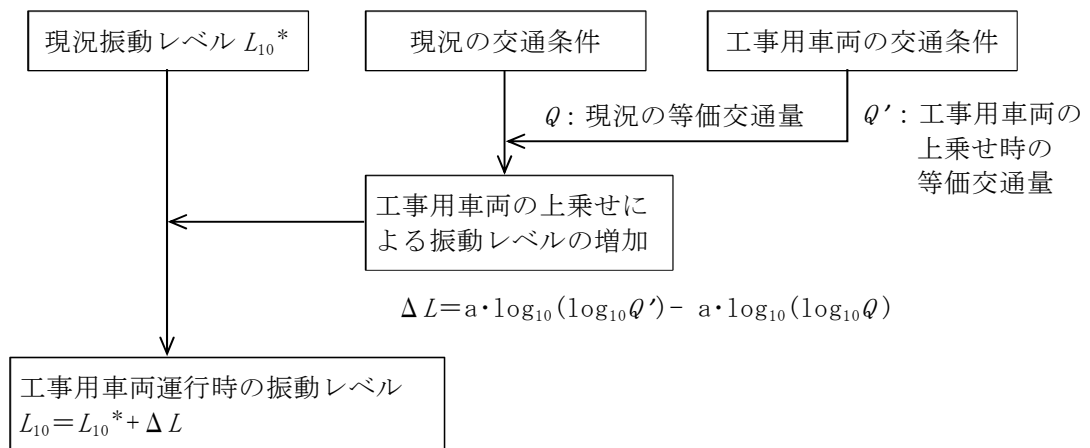 現況振動レベル L₁₀*
現況の交通条件
工事用車両の交通条件
Q：現況の等価交通量
Q’：工事用車両の
上乗せ時の
等価交通量
工事用車両の上乗せに
よる振動レベルの増加
ΔL＝a・log₁₀(log₁₀Q’)− a・log₁₀(log₁₀Q)
工事用車両運行時の振動レベル
L₁₀＝L₁₀*+ΔL